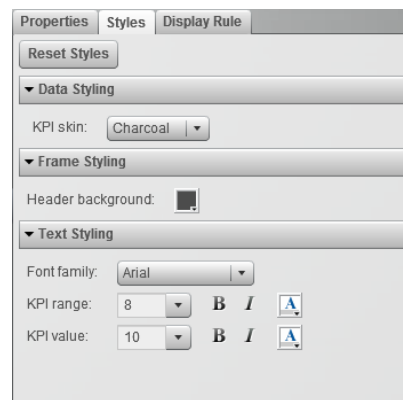 Properties Styles Display Rule
Reset Styles
Data Styling
KPI skin: Charcoal
Frame Styling
Header background:
Text Styling
Font family: Arial
KPI range: 8 B I A
KPI value: 10 B I A